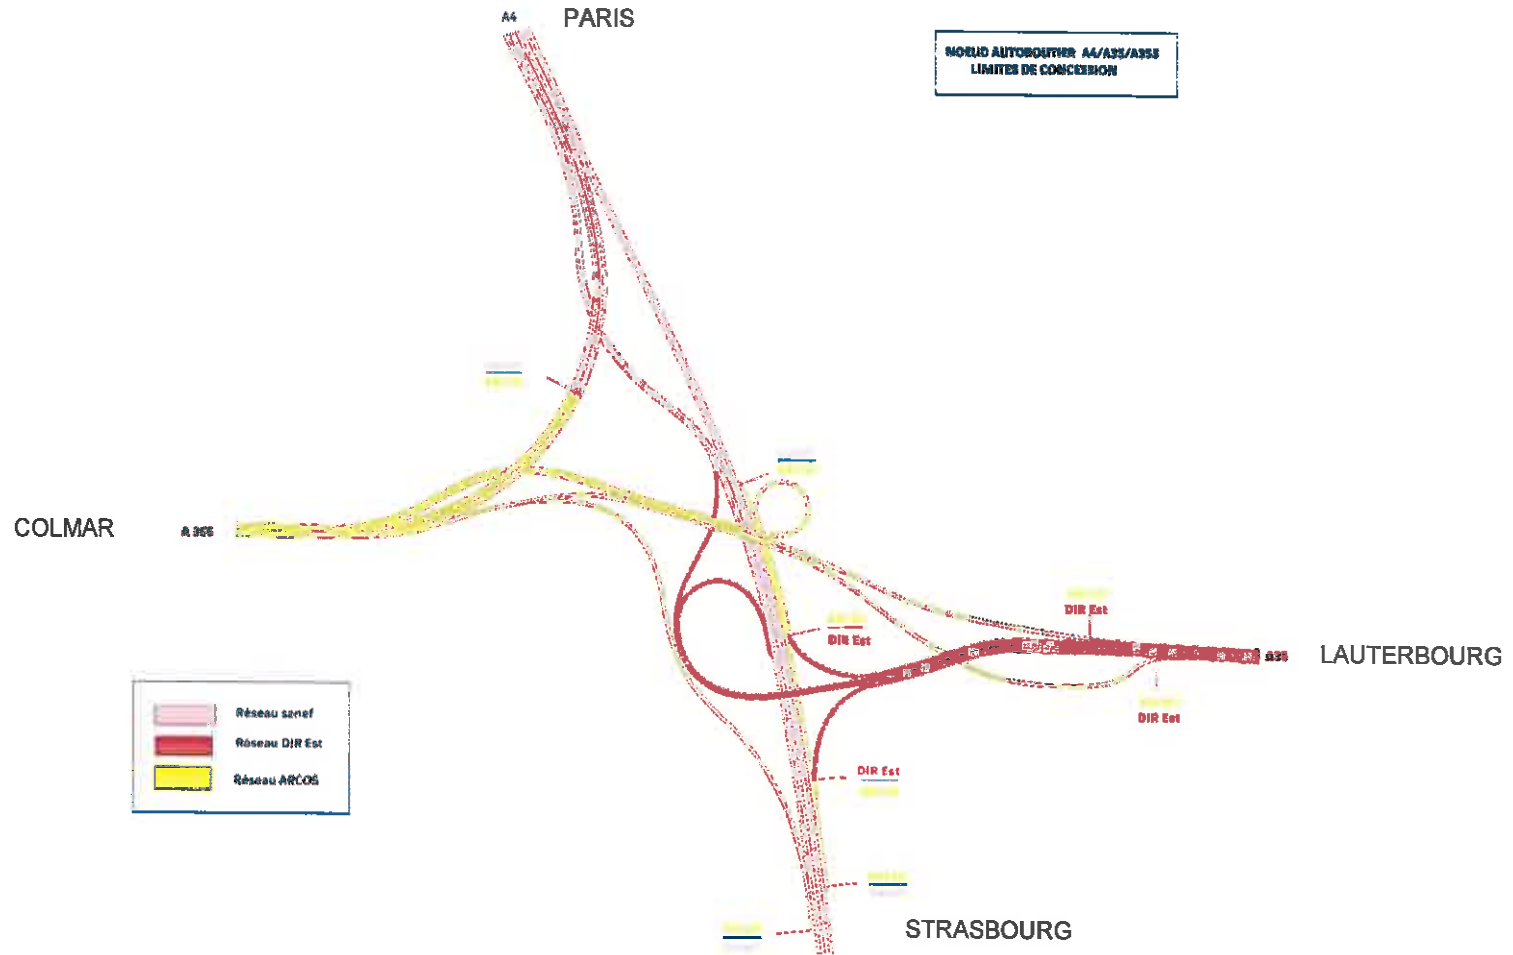 A4
PARIS
NOEUD AUTOROUTIER A4/A35/A355
LIMITES DE CONCESSION
COLMAR
A 355
DIR Est
DIR Est
A35
LAUTERBOURG
DIR Est
DIR Est
Réseau sanef
Réseau DIR Est
Réseau ARCOS
STRASBOURG